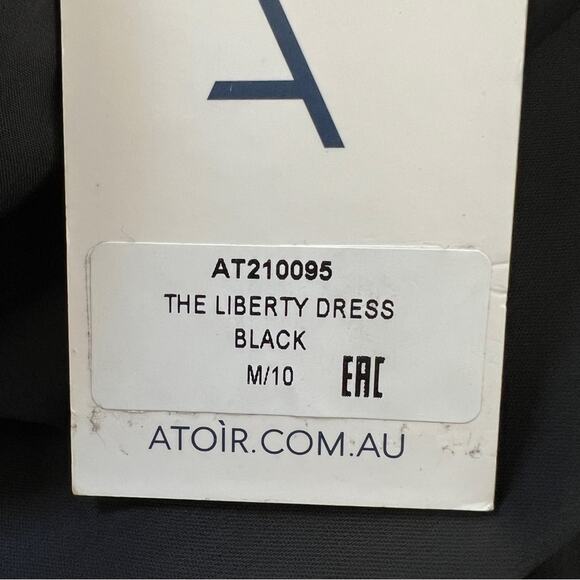 A
AT210095
THE LIBERTY DRESS
BLACK
M/10 EAC
ATOÌR.COM.AU